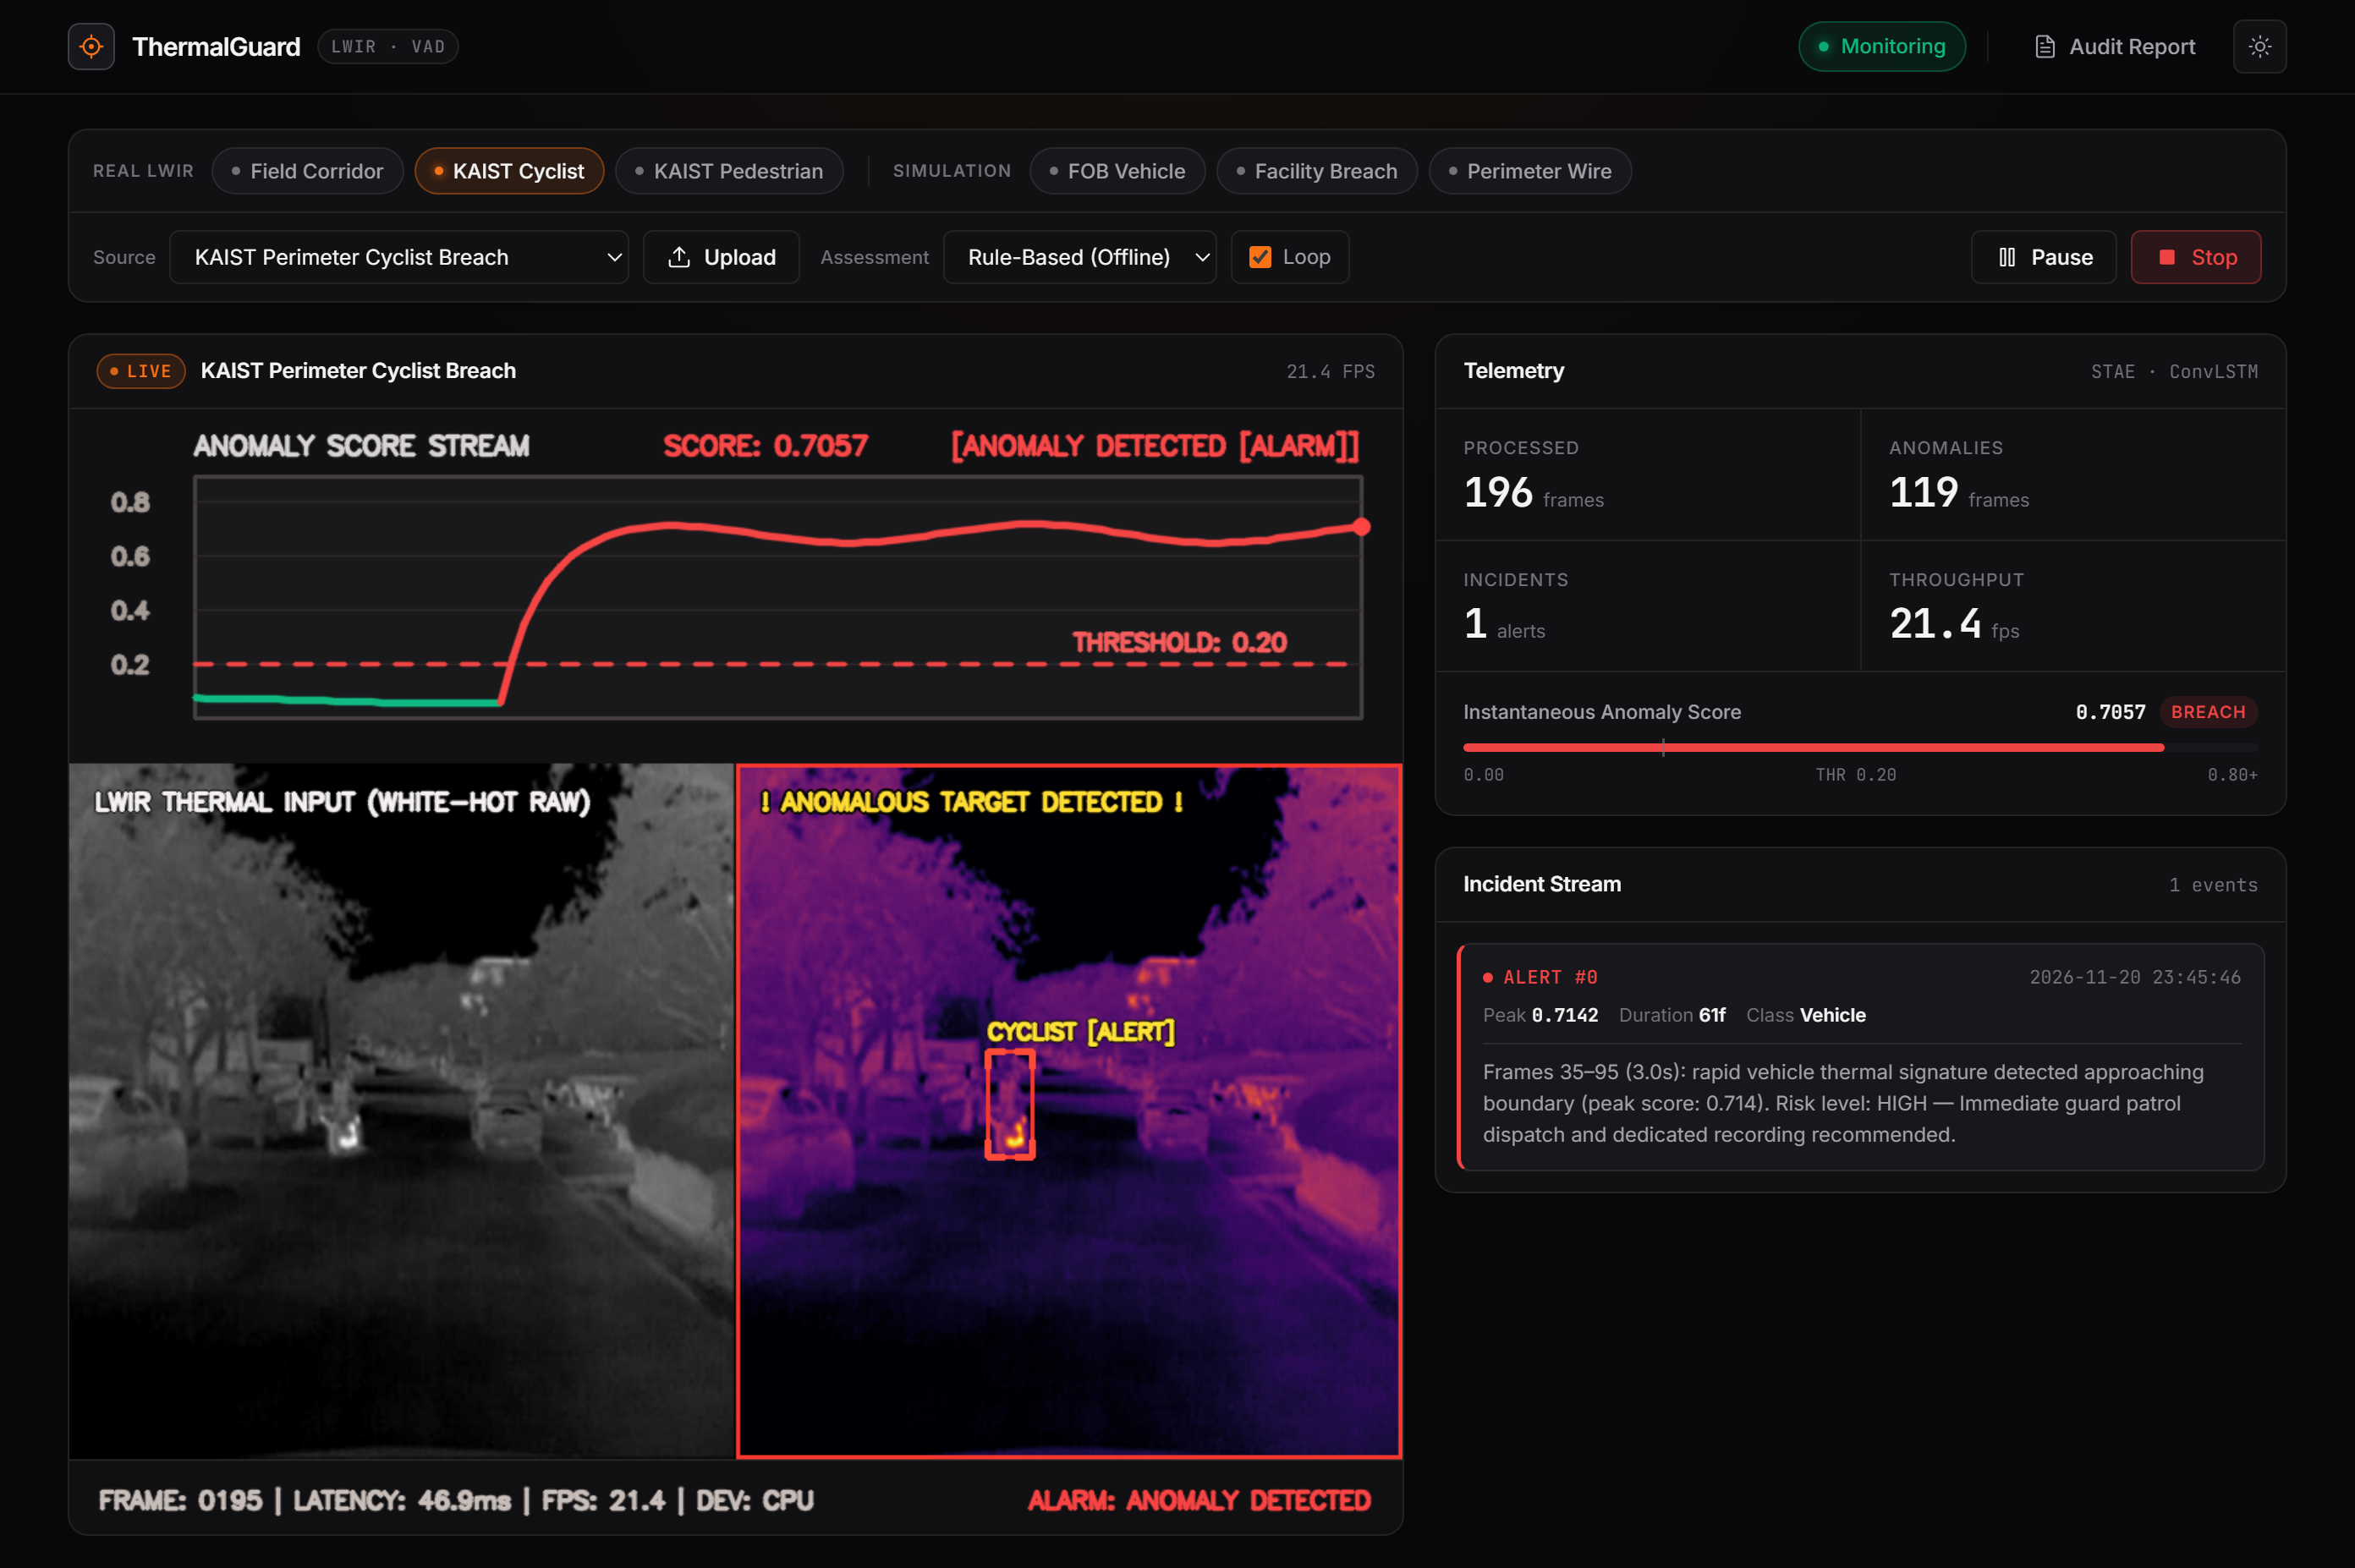 ThermalGuard LWIR · VAD Monitoring Audit Report
REAL LWIR Field Corridor KAIST Cyclist KAIST Pedestrian SIMULATION FOB Vehicle Facility Breach Perimeter Wire
Source KAIST Perimeter Cyclist Breach Upload Assessment Rule-Based (Offline) Loop Pause Stop
LIVE KAIST Perimeter Cyclist Breach 21.4 FPS
ANOMALY SCORE STREAM SCORE: 0.7057 [ANOMALY DETECTED [ALARM]]
0.8
0.6
0.4
THRESHOLD: 0.20
0.2
LWIR THERMAL INPUT (WHITE-HOT RAW)
! ANOMALOUS TARGET DETECTED !
CYCLIST [ALERT]
FRAME: 0195 | LATENCY: 46.9ms | FPS: 21.4 | DEV: CPU ALARM: ANOMALY DETECTED
Telemetry STAE · ConvLSTM
PROCESSED
196 frames
ANOMALIES
119 frames
INCIDENTS
1 alerts
THROUGHPUT
21.4 fps
Instantaneous Anomaly Score 0.7057 BREACH
0.00 THR 0.20 0.80+
Incident Stream 1 events
ALERT #0 2026-11-20 23:45:46
Peak 0.7142 Duration 61f Class Vehicle
Frames 35–95 (3.0s): rapid vehicle thermal signature detected approaching
boundary (peak score: 0.714). Risk level: HIGH — Immediate guard patrol
dispatch and dedicated recording recommended.